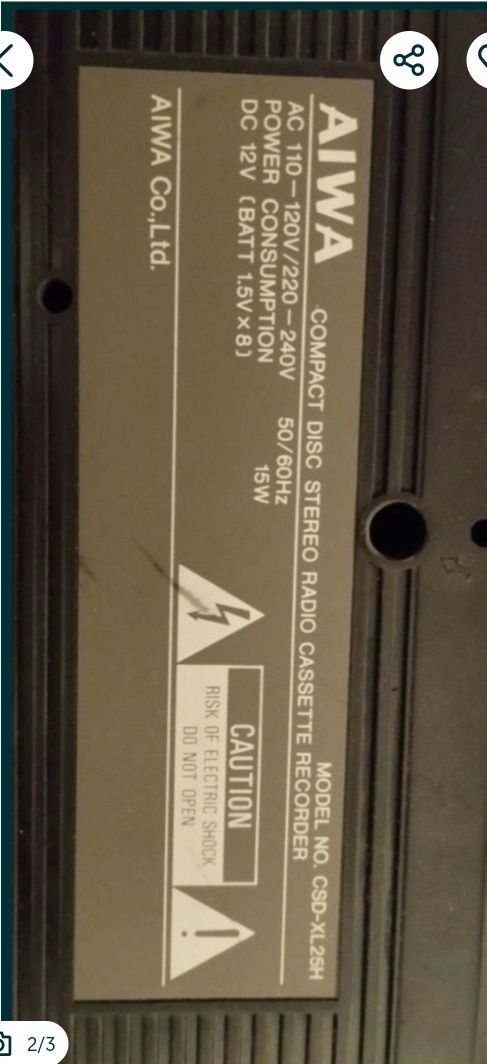 AIWA
MODEL NO. CSD-XL25H
COMPACT DISC STEREO RADIO CASSETTE RECORDER
AC 110–120V/220–240V 50/60Hz
POWER CONSUMPTION 15W
DC 12V (BATT 1.5V×8)
CAUTION
RISK OF ELECTRIC SHOCK
DO NOT OPEN
AIWA Co.,Ltd.
2/3